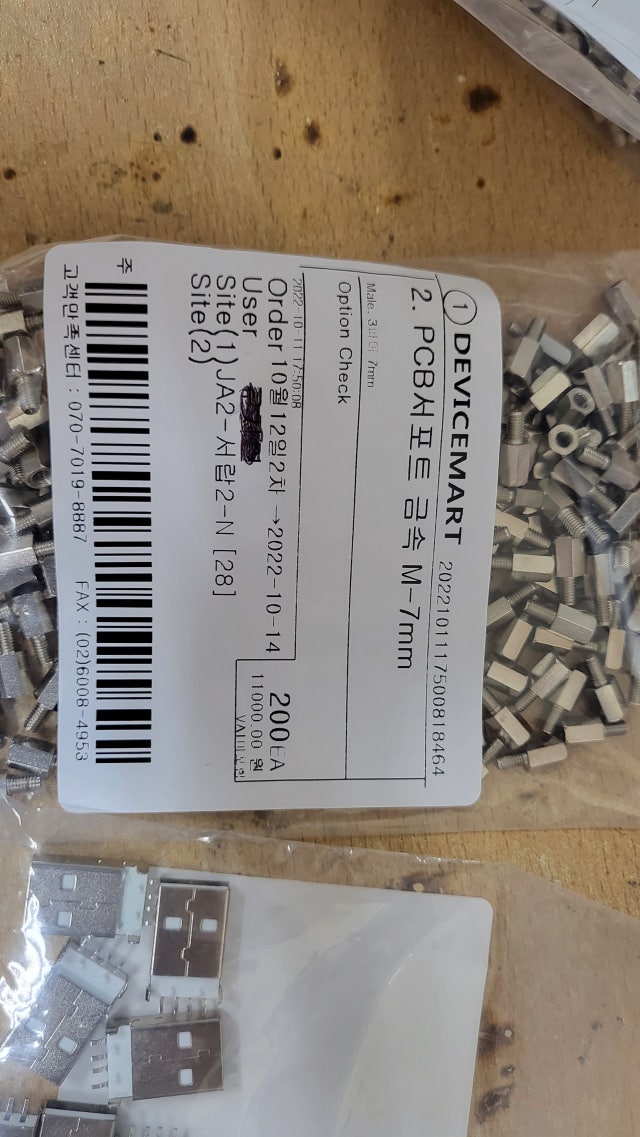 1 DEVICEMART 2022101117500818464
2. PCB서포트 금속 M-7mm
Male, 7mm
Option Check
2022-10-11 17:50:08
Order 10월12일2차 →2022-10-14
User
Site(1)JA2-서랍2-N [28]
Site(2)
200EA
11000.00 원
주
고객만족센터 : 070-7019-8887 FAX : (02)6008-4953